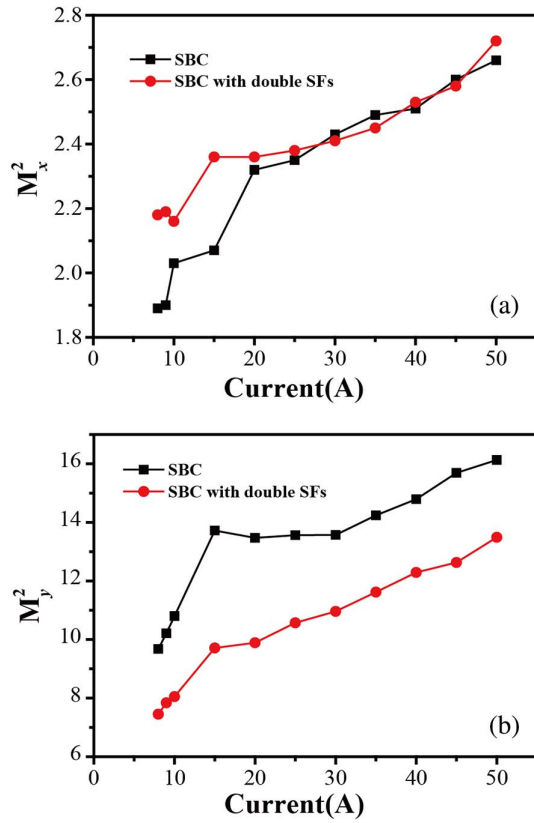 SBC
SBC with double SFs
2.8
2.6
2.4
2.2
2.0
1.8
M²ₓ
(a)
0 10 20 30 40 50
Current(A)
SBC
SBC with double SFs
16
14
12
10
8
6
M²y
(b)
0 10 20 30 40 50
Current(A)